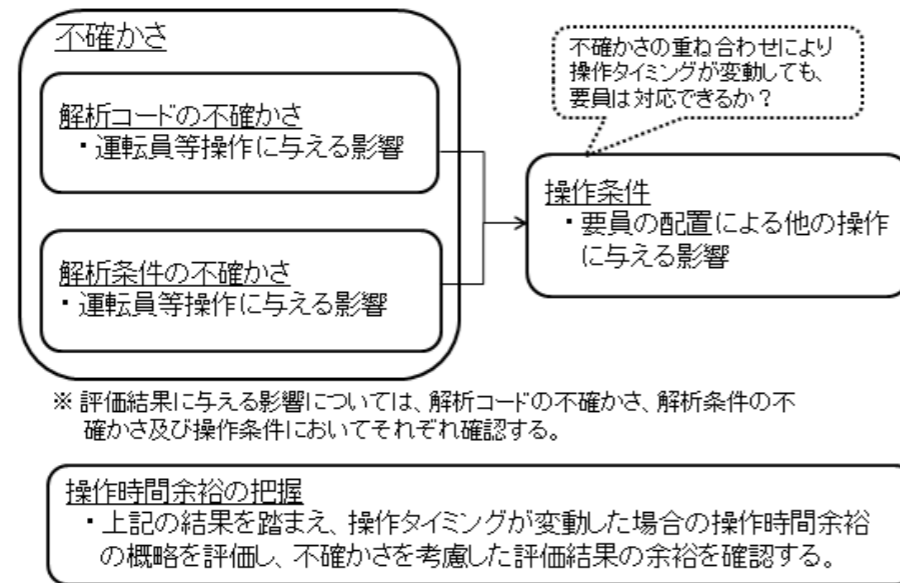 不確かさ
解析コードの不確かさ
・運転員等操作に与える影響
解析条件の不確かさ
・運転員等操作に与える影響
不確かさの重ね合わせにより
操作タイミングが変動しても、
要員は対応できるか？
操作条件
・要員の配置による他の操作
に与える影響
※ 評価結果に与える影響については、解析コードの不確かさ、解析条件の不
確かさ及び操作条件においてそれぞれ確認する。
操作時間余裕の把握
・上記の結果を踏まえ、操作タイミングが変動した場合の操作時間余裕
の概略を評価し、不確かさを考慮した評価結果の余裕を確認する。